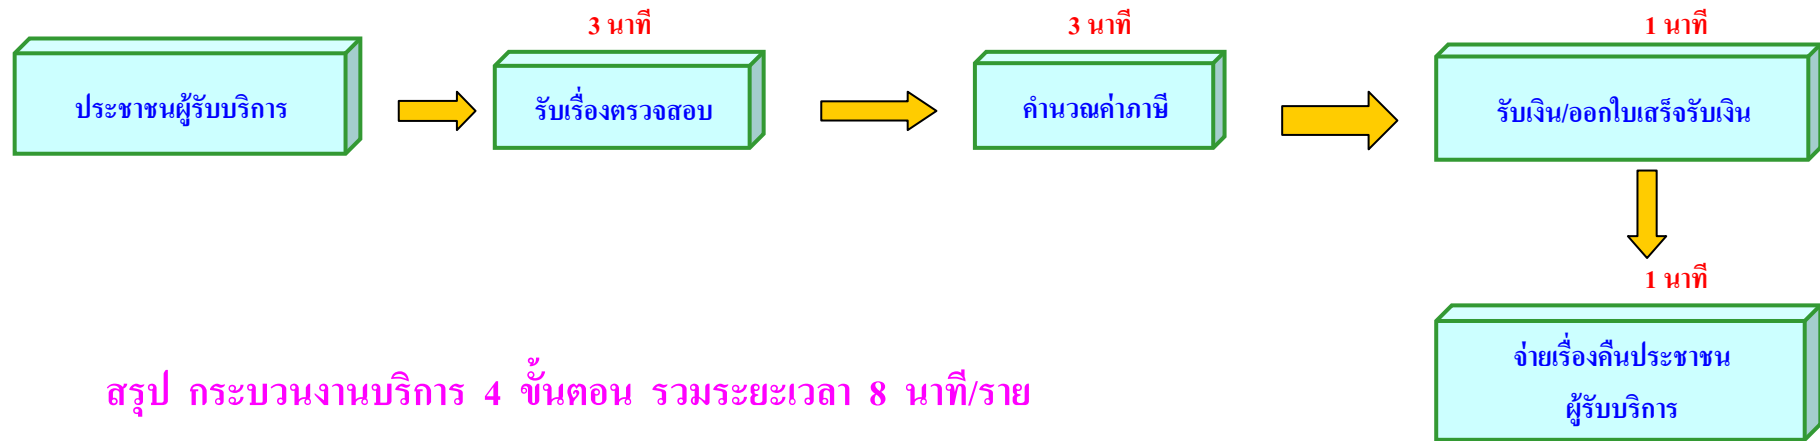 3 นาที
3 นาที
1 นาที
ประชาชนผู้รับบริการ
รับเรื่องตรวจสอบ
คำนวณค่าภาษี
รับเงิน/ออกใบเสร็จรับเงิน
1 นาที
จ่ายเรื่องคืนประชาชน
ผู้รับบริการ
สรุป กระบวนงานบริการ 4 ขั้นตอน รวมระยะเวลา 8 นาที/ราย